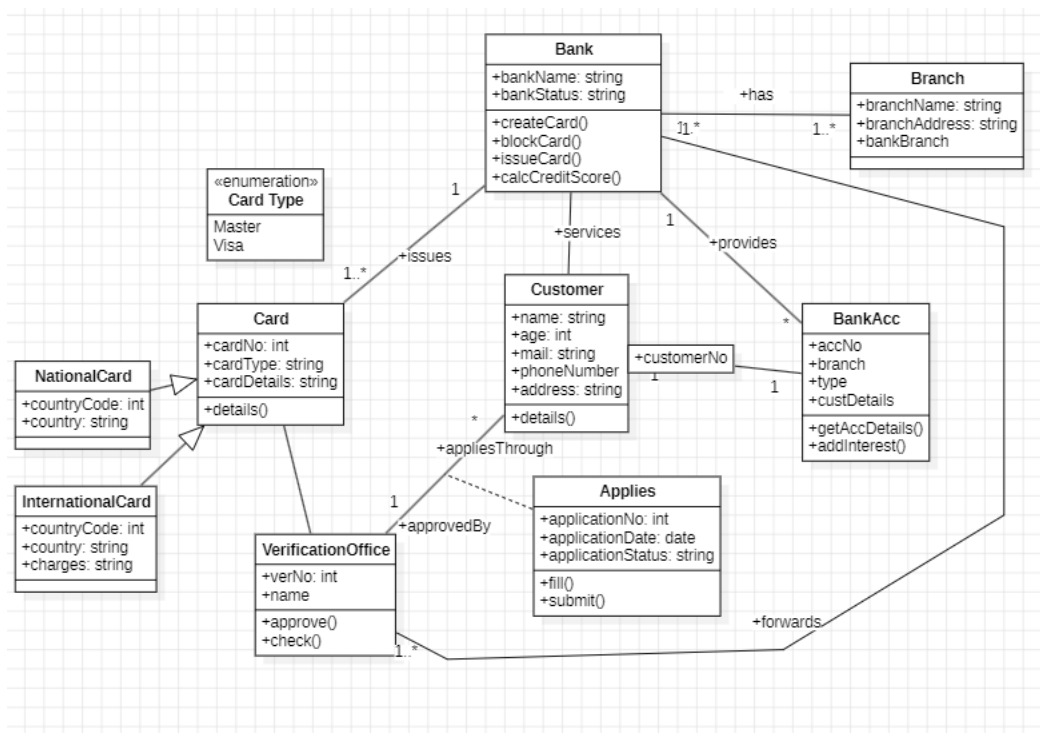 Bank
+bankName: string
+bankStatus: string
+createCard()
+blockCard()
+issueCard()
+calcCreditScore()
Branch
+branchName: string
+branchAddress: string
+bankBranch
+has
1
1..*
1..*
«enumeration»
Card Type
Master
Visa
1
+issues
1..*
+services
1
+provides
*
Customer
+name: string
+age: int
+mail: string
+phoneNumber
+address: string
+details()
+customerNo
1
1
BankAcc
+accNo
+branch
+type
+custDetails
+getAccDetails()
+addInterest()
Card
+cardNo: int
+cardType: string
+cardDetails: string
+details()
NationalCard
+countryCode: int
+country: string
InternationalCard
+countryCode: int
+country: string
+charges: string
*
+appliesThrough
1
+approvedBy
Applies
+applicationNo: int
+applicationDate: date
+applicationStatus: string
+fill()
+submit()
VerificationOffice
+verNo: int
+name
+approve()
+check()
1..*
+forwards